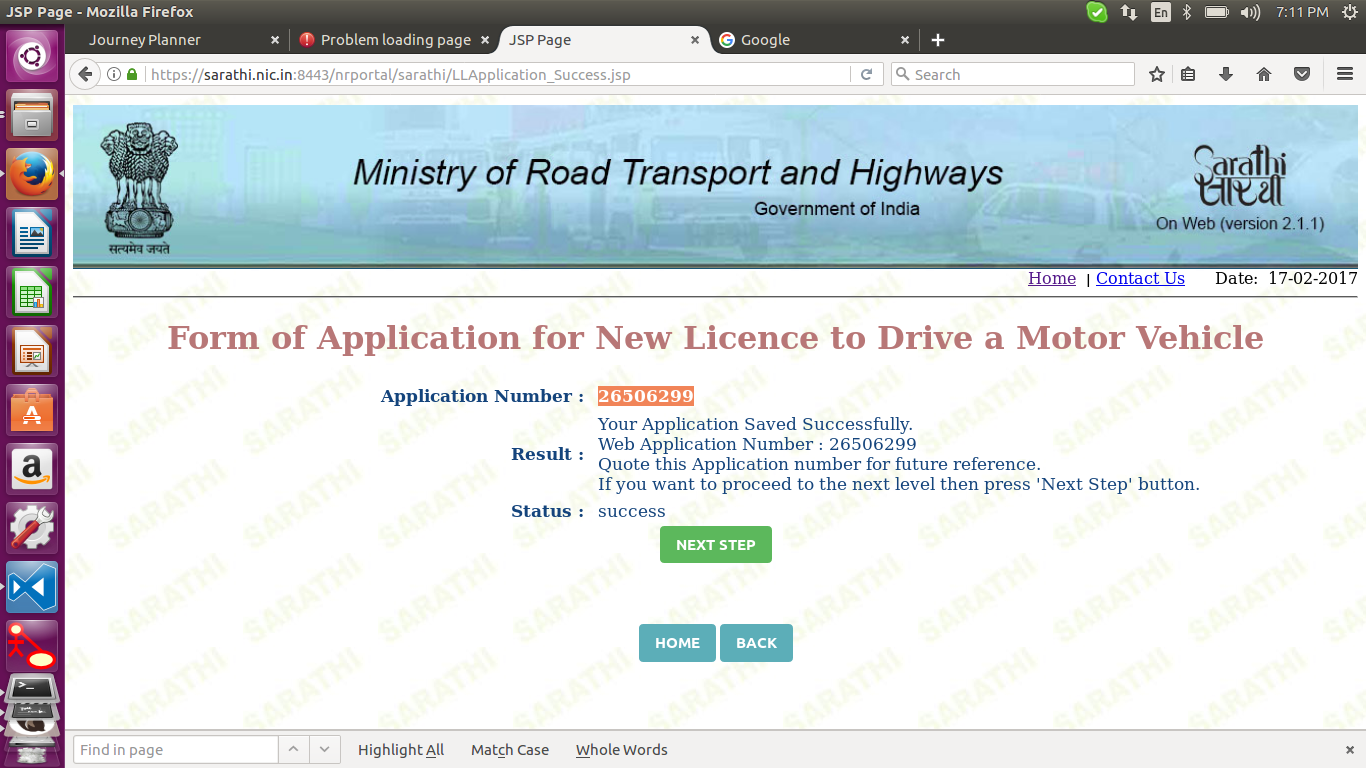 JSP Page - Mozilla Firefox
En
7:11 PM
Journey Planner
Problem loading page
JSP Page
Google
https://sarathi.nic.in:8443/nrportal/sarathi/LLApplication_Success.jsp
Search
Ministry of Road Transport and Highways
Government of India
सत्यमेव जयते
Sarathi
सारथी
On Web (version 2.1.1)
Home | Contact Us Date: 17-02-2017
Form of Application for New Licence to Drive a Motor Vehicle
Application Number : 26506299
Your Application Saved Successfully.
Web Application Number : 26506299
Result :
Quote this Application number for future reference.
If you want to proceed to the next level then press 'Next Step' button.
Status : success
NEXT STEP
HOME BACK
SARATHI
Find in page
Highlight All
Match Case
Whole Words